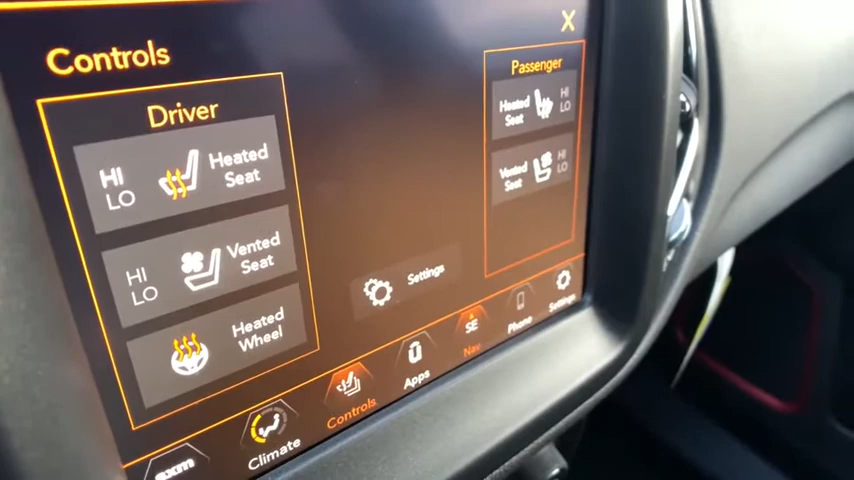 Controls
X
Driver
HI
LO
Heated
Seat
HI
LO
Vented
Seat
Heated
Wheel
Passenger
Heated
Seat
HI
LO
Vented
Seat
HI
LO
Settings
Climate
Controls
Apps
SE
Nav
Phone
Settings